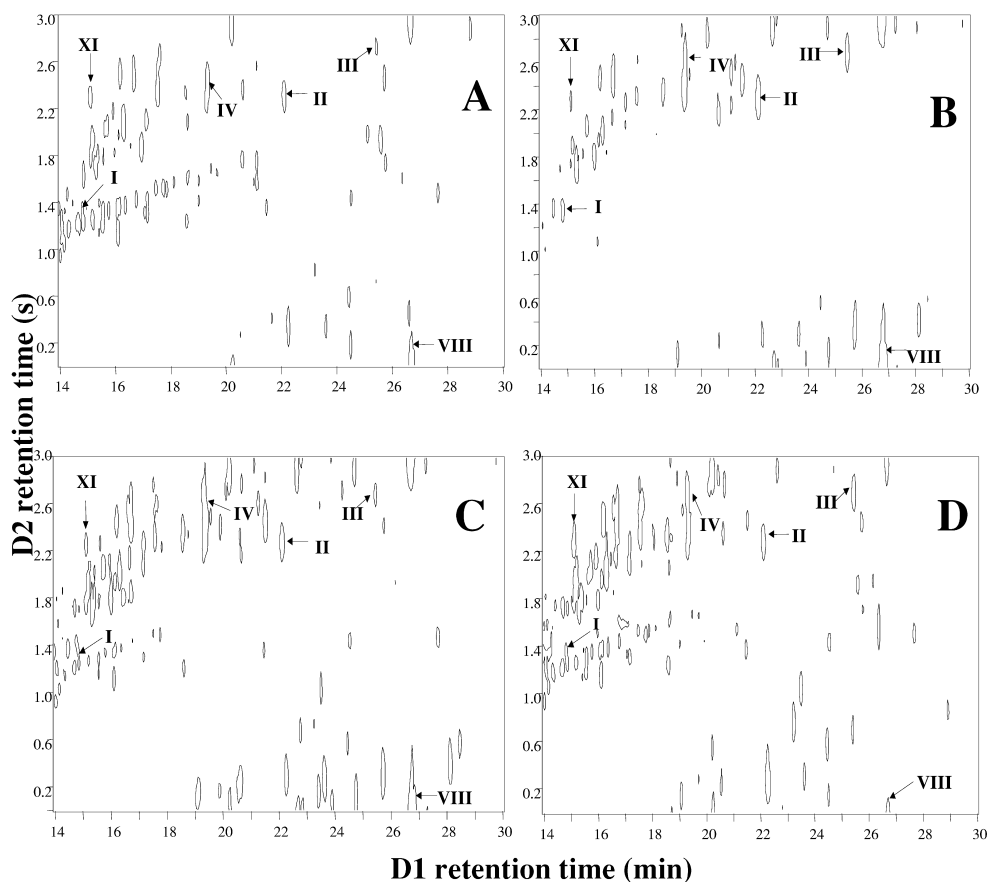 3.0
2.6
2.2
1.8
1.4
1.0
0.6
0.2
XI
IV
III
II
I
VIII
A
14 16 18 20 22 24 26 28 30
3.0
2.6
2.2
1.8
1.4
1.0
0.6
0.2
XI
IV
III
II
I
VIII
B
14 16 18 20 22 24 26 28 30
D2 retention time (s)
3.0
2.6
2.2
1.8
1.4
1.0
0.6
0.2
XI
IV
III
II
I
VIII
C
14 16 18 20 22 24 26 28 30
3.0
2.6
2.2
1.8
1.4
1.0
0.6
0.2
XI
IV
III
II
I
VIII
D
14 16 18 20 22 24 26 28 30
D1 retention time (min)